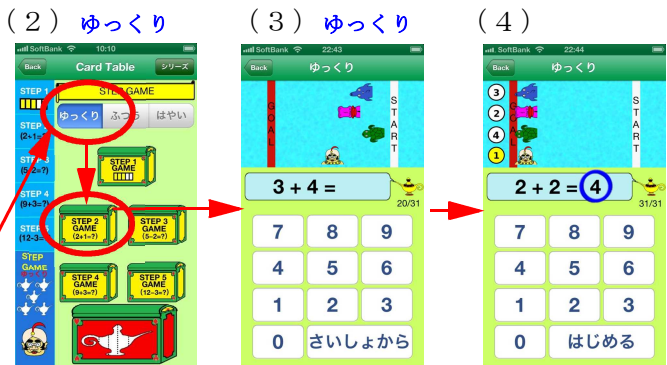 (2) ゆっくり
SoftBank 10:10
Back Card Table シリーズ
STEP 1
STEP GAME
ゆっくり ふつう はやい
STEP 2
(2+1=?)
STEP 3
(5-2=?)
STEP 4
(9+3=?)
STEP 5
(12-3=?)
STEP 1
GAME
STEP 2
GAME
(2+1=?)
STEP 3
GAME
(5-2=?)
STEP 4
GAME
(9+3=?)
STEP 5
GAME
(12-3=?)
STEP
GAME
ゆっくり
(3) ゆっくり
SoftBank 22:43
Back ゆっくり
GOAL
START
3 + 4 =
20/31
7 8 9
4 5 6
1 2 3
0 さいしょから
(4)
SoftBank 22:44
Back ゆっくり
3
2
4
1
GOAL
START
2 + 2 = 4
31/31
7 8 9
4 5 6
1 2 3
0 はじめる